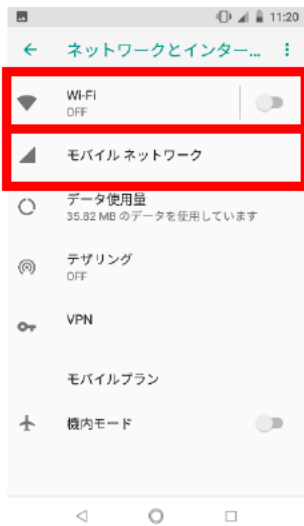 11:20
ネットワークとインター...
Wi-Fi
OFF
モバイル ネットワーク
データ使用量
35.82 MB のデータを使用しています
テザリング
OFF
VPN
モバイルプラン
機内モード